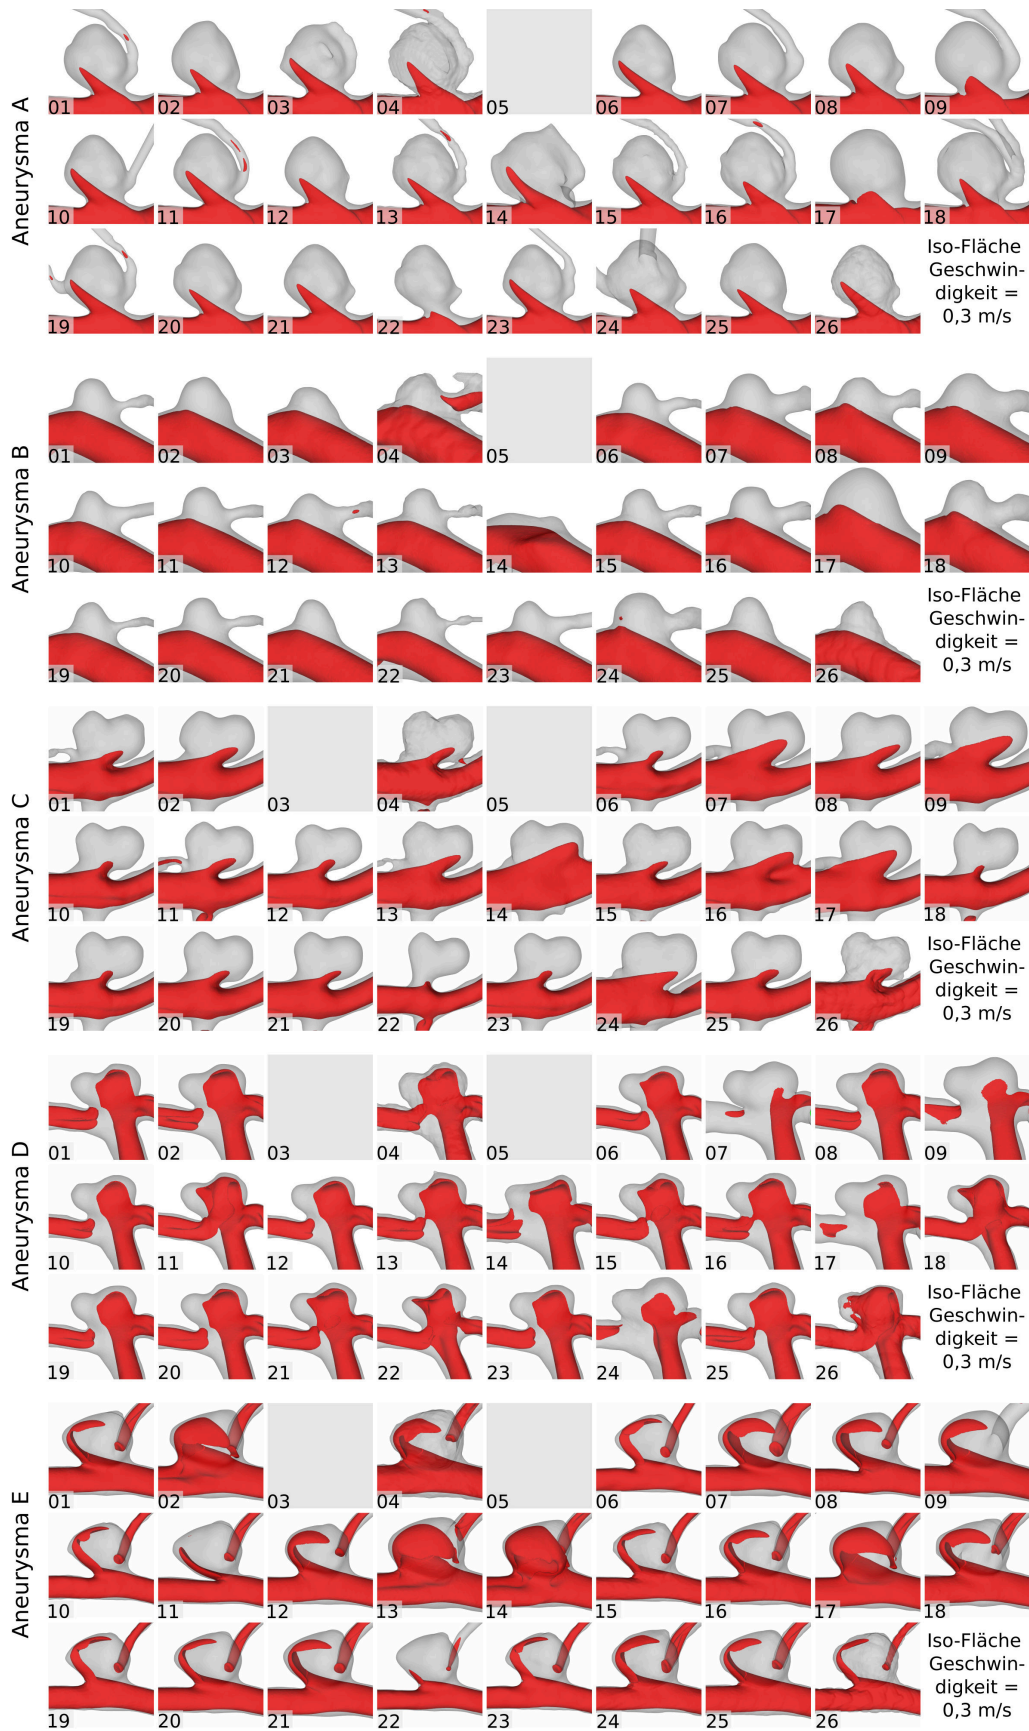 Aneurysma A
01 02 03 04 05 06 07 08 09
10 11 12 13 14 15 16 17 18
19 20 21 22 23 24 25 26
Iso-Fläche
Geschwin-
digkeit =
0,3 m/s
Aneurysma B
01 02 03 04 05 06 07 08 09
10 11 12 13 14 15 16 17 18
19 20 21 22 23 24 25 26
Iso-Fläche
Geschwin-
digkeit =
0,3 m/s
Aneurysma C
01 02 03 04 05 06 07 08 09
10 11 12 13 14 15 16 17 18
19 20 21 22 23 24 25 26
Iso-Fläche
Geschwin-
digkeit =
0,3 m/s
Aneurysma D
01 02 03 04 05 06 07 08 09
10 11 12 13 14 15 16 17 18
19 20 21 22 23 24 25 26
Iso-Fläche
Geschwin-
digkeit =
0,3 m/s
Aneurysma E
01 02 03 04 05 06 07 08 09
10 11 12 13 14 15 16 17 18
19 20 21 22 23 24 25 26
Iso-Fläche
Geschwin-
digkeit =
0,3 m/s